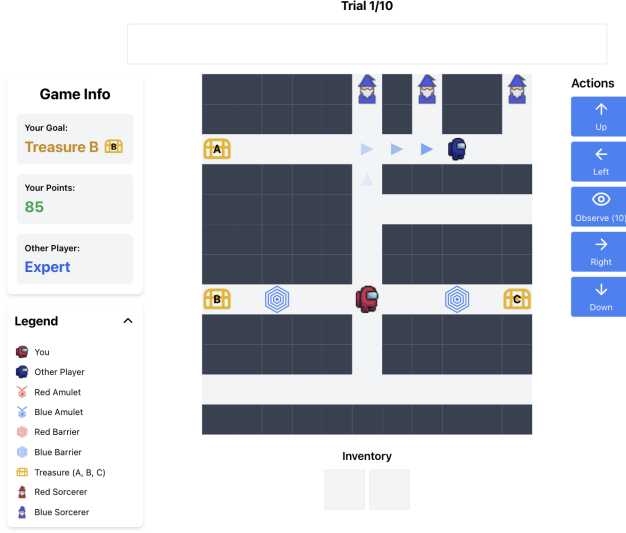 Trial 1/10
Game Info
Your Goal:
Treasure B B
Your Points:
85
Other Player:
Expert
Legend
You
Other Player
Red Amulet
Blue Amulet
Red Barrier
Blue Barrier
Treasure (A, B, C)
Red Sorcerer
Blue Sorcerer
A
B
C
Inventory
Actions
Up
Left
Observe (10)
Right
Down